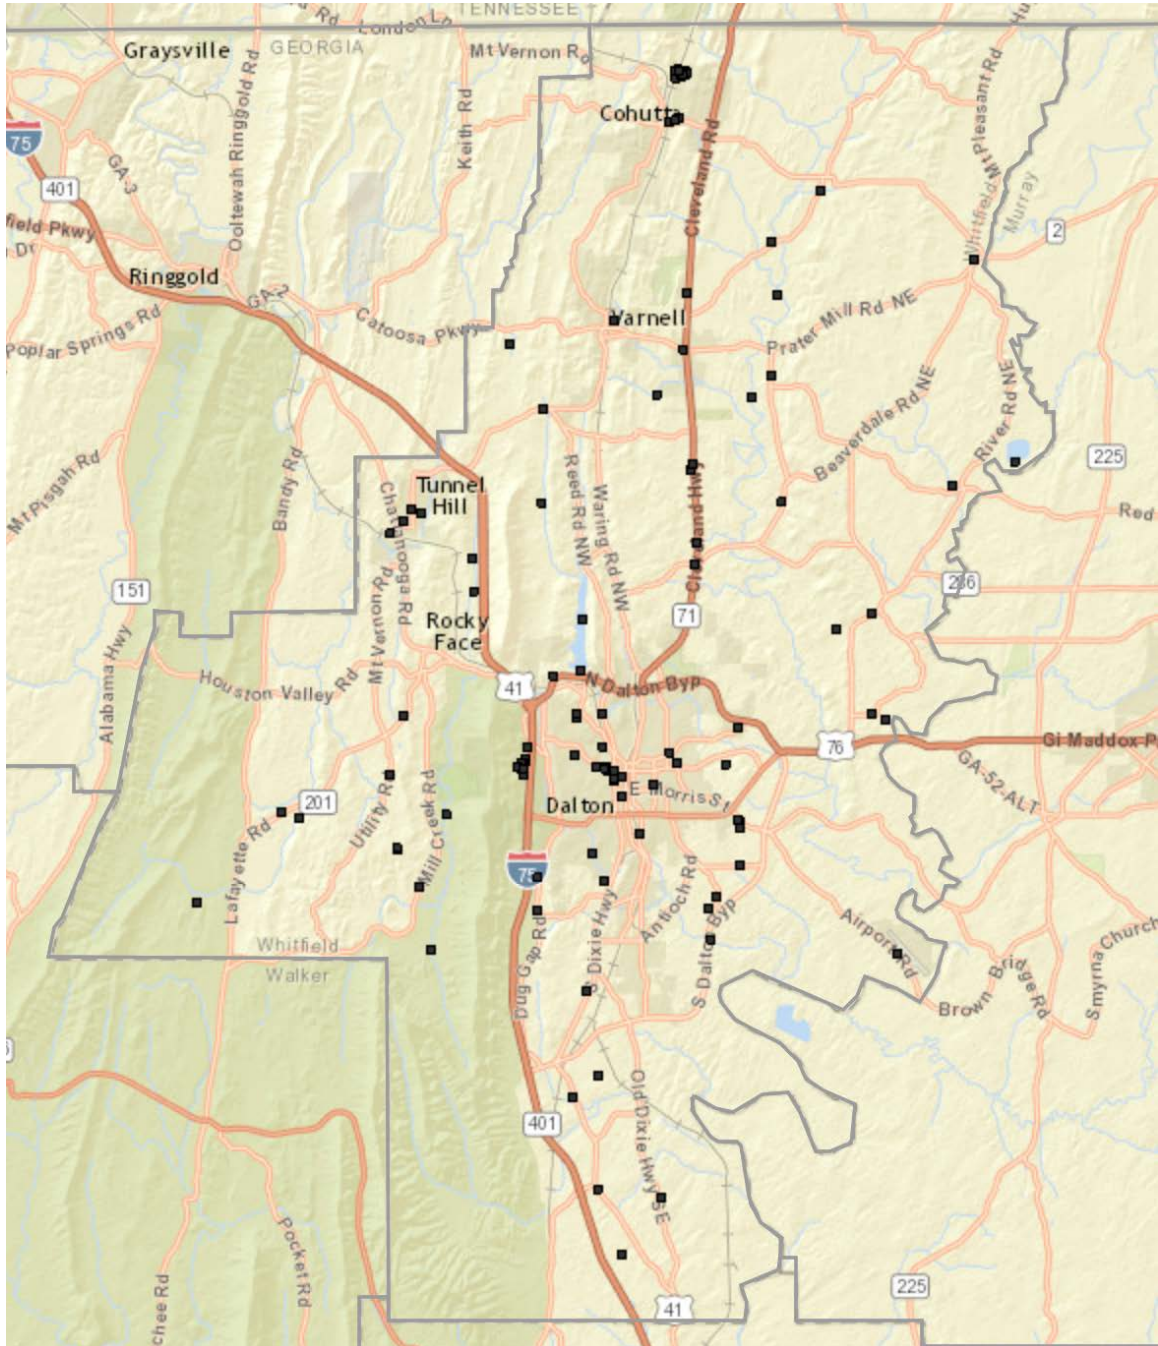 TENNESSEE
Rd
London Ln
Graysville
GEORGIA
Mt Vernon Rd
Ooltewah Ringgold Rd
Keith Rd
Mt Pleasant Rd
Cohutta
75
GA-3
401
Cleveland Rd
Whitfield
Murray
2
field Pkwy
Dr
Ringgold
GA-2
Catoosa Pkwy
Varnell
Prater Mill Rd NE
Poplar Springs Rd
Beaverdale Rd NE
River Rd NE
225
Mt Pisgah Rd
Bandy Rd
Tunnel
Hill
Chattanooga Rd
Reed Rd NW
Waring Rd NW
Cleveland Hwy
Red
151
286
Mt Vernon Rd
Rocky
Face
71
Alabama Hwy
Houston Valley Rd
41
N Dalton Byp
76
Gi Maddox P
GA-52-ALT
201
Utility Rd
Mill Creek Rd
Dalton
E Morris St
Lafayette Rd
75
Antioch Rd
Airport Rd
Whitfield
Walker
Dug Gap Rd
S Dixie Hwy
S Dalton Byp
Brown Bridge Rd
Smyrna Church
401
Old Dixie Hwy SE
Pocket Rd
chee Rd
225
41